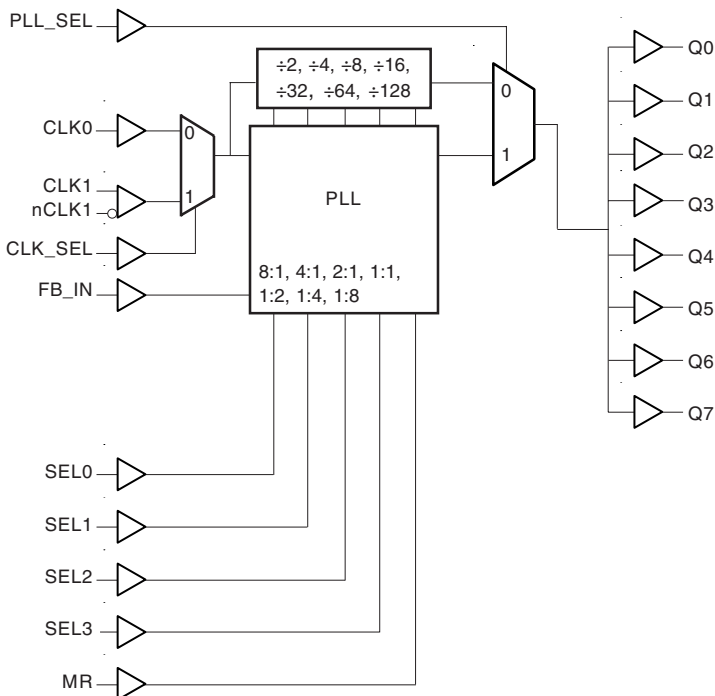 PLL_SEL
÷2, ÷4, ÷8, ÷16,
÷32, ÷64, ÷128
0
1
CLK0
0
CLK1
nCLK1
1
CLK_SEL
FB_IN
PLL
8:1, 4:1, 2:1, 1:1,
1:2, 1:4, 1:8
SEL0
SEL1
SEL2
SEL3
MR
Q0
Q1
Q2
Q3
Q4
Q5
Q6
Q7